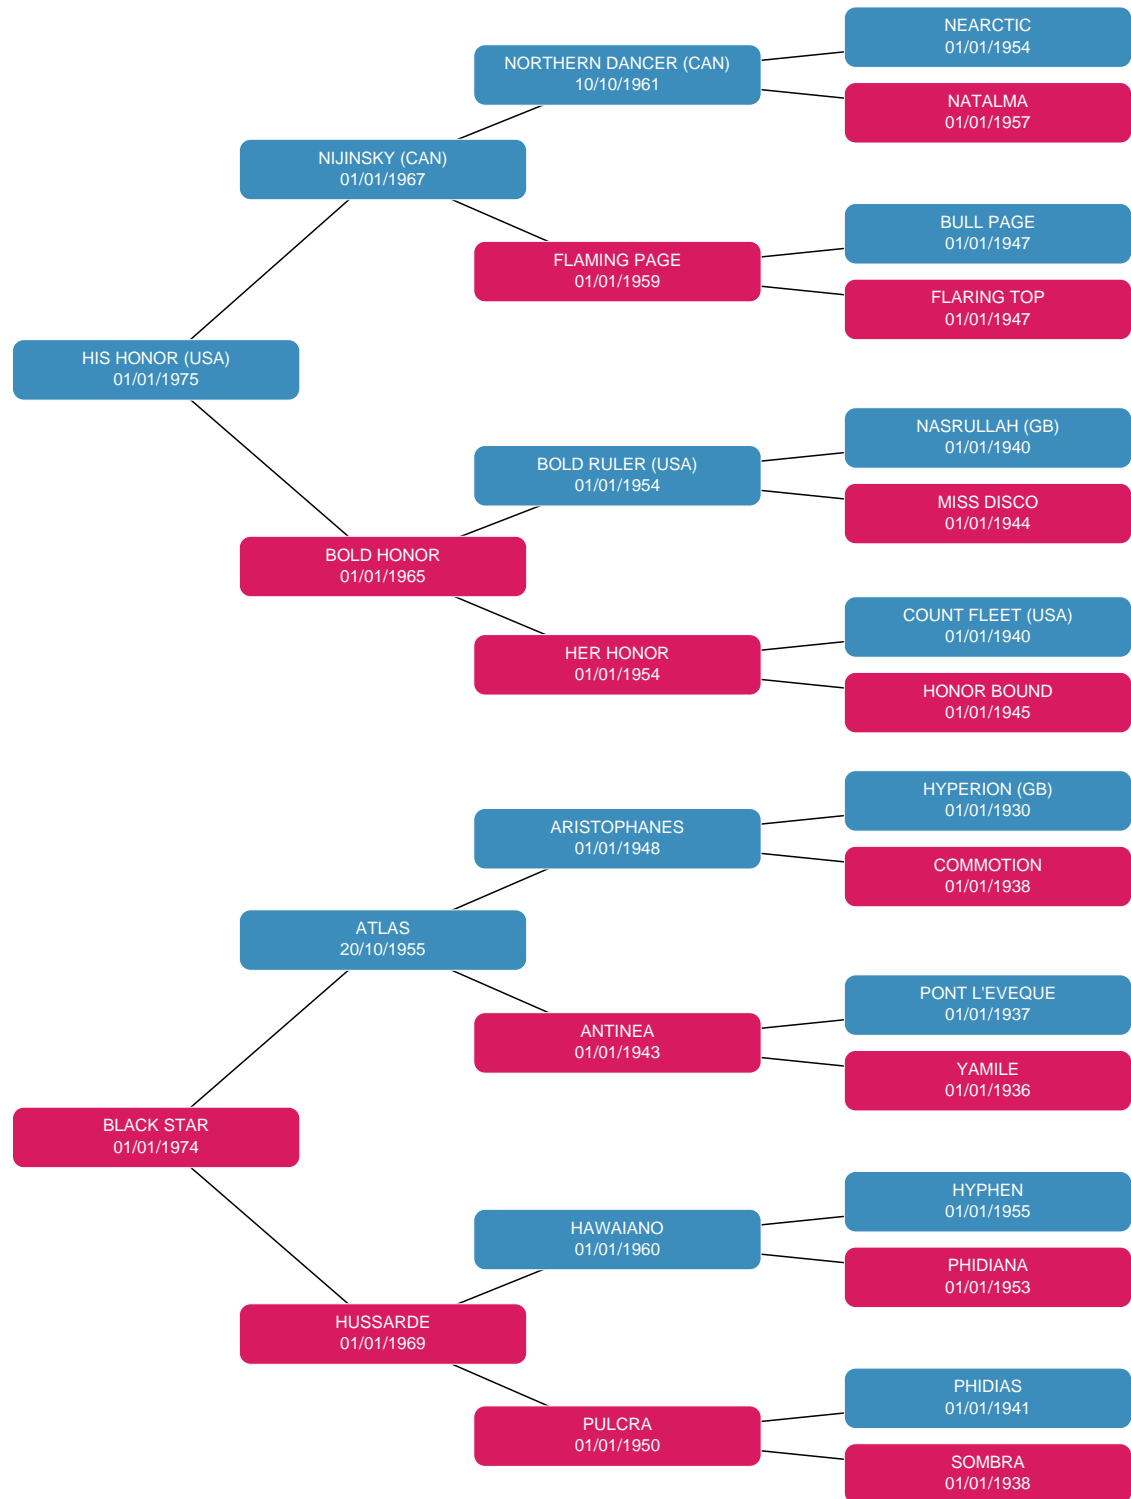 NEARCTIC
01/01/1954
NORTHERN DANCER (CAN)
10/10/1961
NATALMA
01/01/1957
NIJINSKY (CAN)
01/01/1967
BULL PAGE
01/01/1947
FLAMING PAGE
01/01/1959
FLARING TOP
01/01/1947
HIS HONOR (USA)
01/01/1975
NASRULLAH (GB)
01/01/1940
BOLD RULER (USA)
01/01/1954
MISS DISCO
01/01/1944
BOLD HONOR
01/01/1965
COUNT FLEET (USA)
01/01/1940
HER HONOR
01/01/1954
HONOR BOUND
01/01/1945
HYPERION (GB)
01/01/1930
ARISTOPHANES
01/01/1948
COMMOTION
01/01/1938
ATLAS
20/10/1955
PONT L'EVEQUE
01/01/1937
ANTINEA
01/01/1943
YAMILE
01/01/1936
BLACK STAR
01/01/1974
HYPHEN
01/01/1955
HAWAIANO
01/01/1960
PHIDIANA
01/01/1953
HUSSARDE
01/01/1969
PHIDIAS
01/01/1941
PULCRA
01/01/1950
SOMBRA
01/01/1938